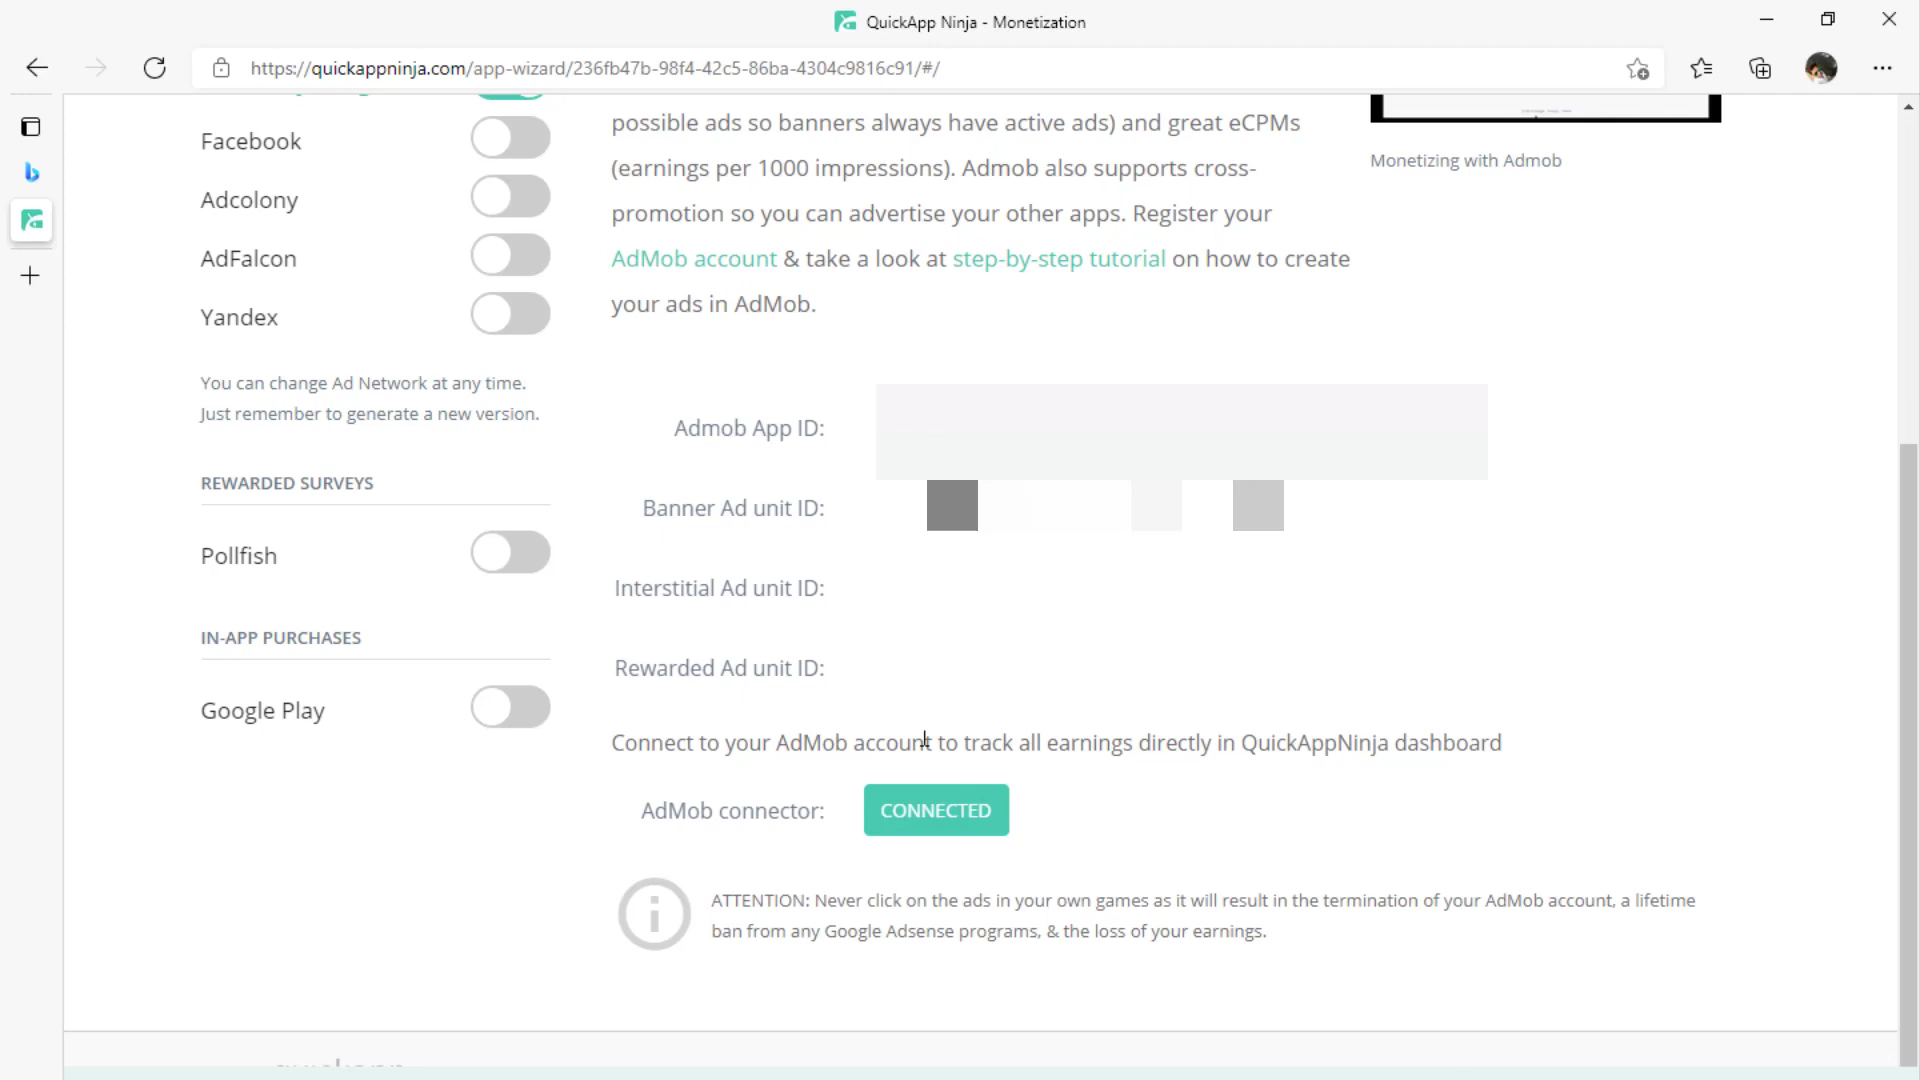 QuickApp Ninja - Monetization
https://quickappninja.com/app-wizard/236fb47b-98f4-42c5-86ba-4304c9816c91/#/
Facebook
Adcolony
AdFalcon
Yandex
You can change Ad Network at any time.
Just remember to generate a new version.
REWARDED SURVEYS
Pollfish
IN-APP PURCHASES
Google Play
possible ads so banners always have active ads) and great eCPMs
(earnings per 1000 impressions). Admob also supports cross-
promotion so you can advertise your other apps. Register your
AdMob account & take a look at step-by-step tutorial on how to create
your ads in AdMob.
Monetizing with Admob
Admob App ID:
Banner Ad unit ID:
Interstitial Ad unit ID:
Rewarded Ad unit ID:
Connect to your AdMob account to track all earnings directly in QuickAppNinja dashboard
AdMob connector:
CONNECTED
ATTENTION: Never click on the ads in your own games as it will result in the termination of your AdMob account, a lifetime
ban from any Google Adsense programs, & the loss of your earnings.